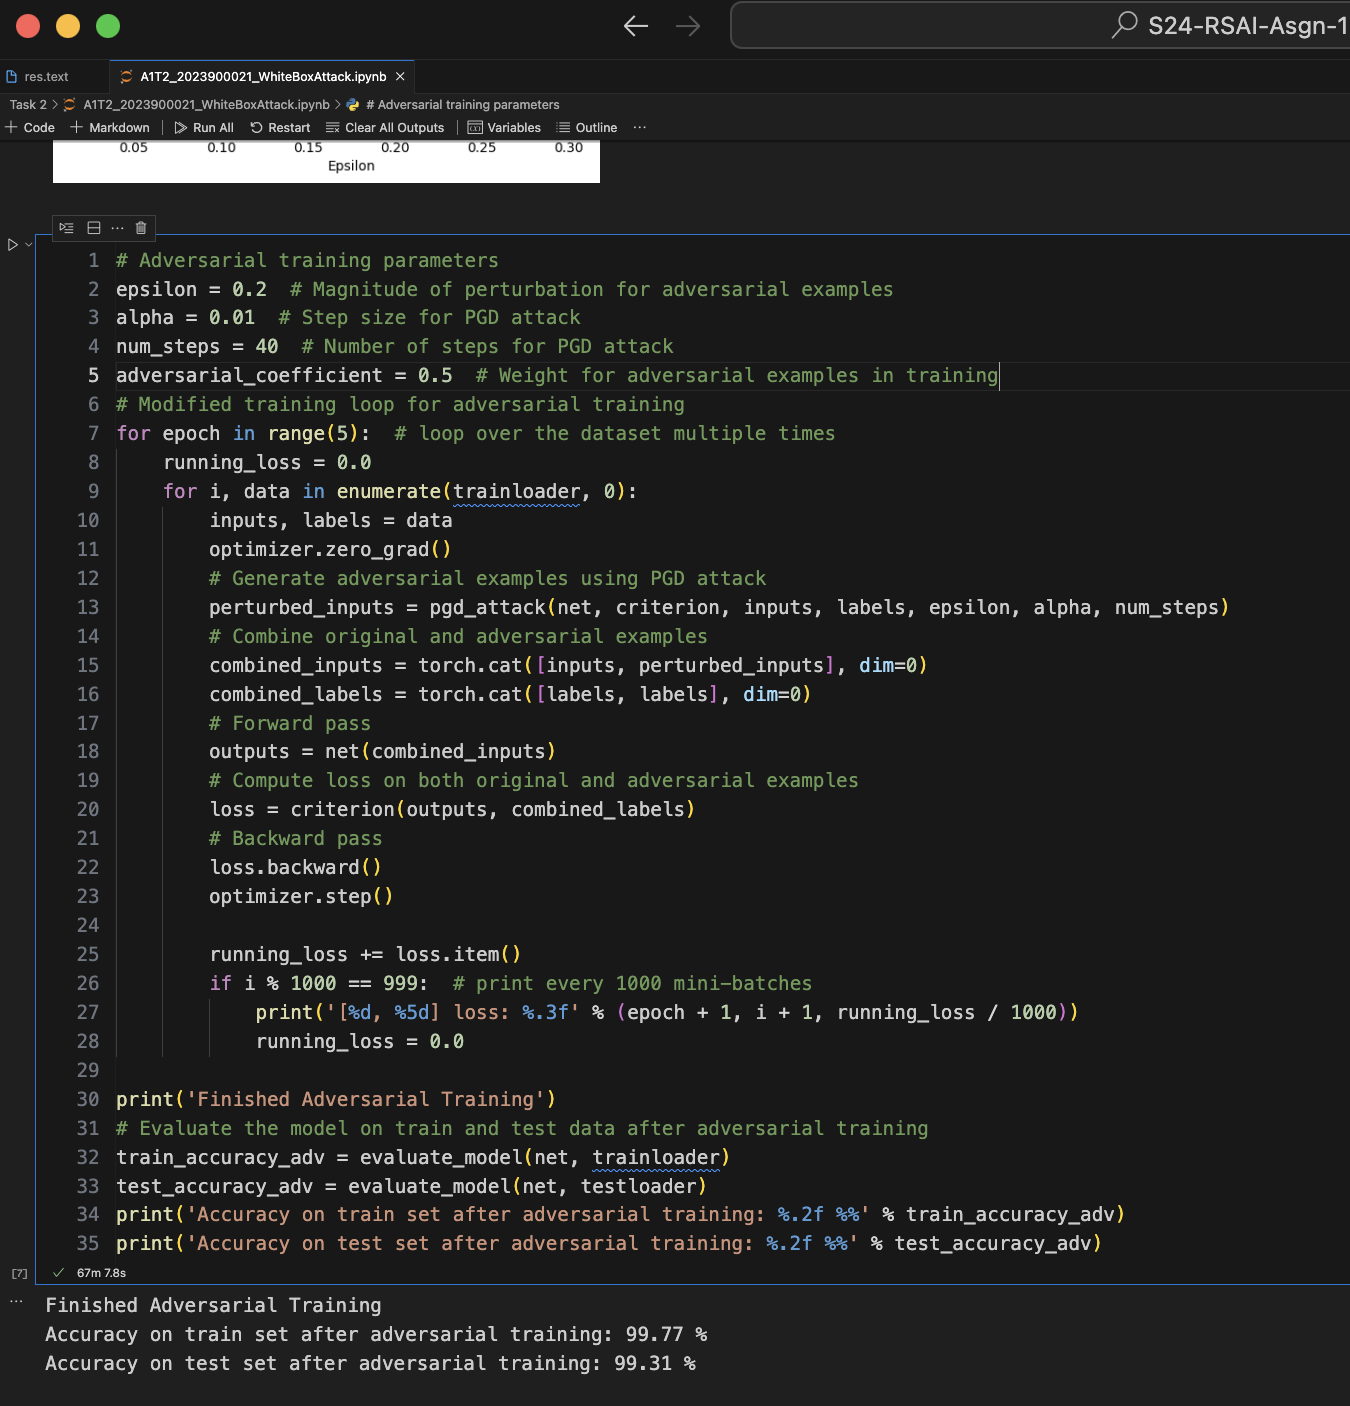 S24-RSAI-Asgn-1
res.text
A1T2_2023900021_WhiteBoxAttack.ipynb ×
Task 2 > A1T2_2023900021_WhiteBoxAttack.ipynb > # Adversarial training parameters
+ Code + Markdown | Run All Restart Clear All Outputs | Variables Outline ...
0.05 0.10 0.15 0.20 0.25 0.30
Epsilon
1 # Adversarial training parameters
2 epsilon = 0.2  # Magnitude of perturbation for adversarial examples
3 alpha = 0.01  # Step size for PGD attack
4 num_steps = 40  # Number of steps for PGD attack
5 adversarial_coefficient = 0.5  # Weight for adversarial examples in training
6 # Modified training loop for adversarial training
7 for epoch in range(5):  # loop over the dataset multiple times
8     running_loss = 0.0
9     for i, data in enumerate(trainloader, 0):
10         inputs, labels = data
11         optimizer.zero_grad()
12         # Generate adversarial examples using PGD attack
13         perturbed_inputs = pgd_attack(net, criterion, inputs, labels, epsilon, alpha, num_steps)
14         # Combine original and adversarial examples
15         combined_inputs = torch.cat([inputs, perturbed_inputs], dim=0)
16         combined_labels = torch.cat([labels, labels], dim=0)
17         # Forward pass
18         outputs = net(combined_inputs)
19         # Compute loss on both original and adversarial examples
20         loss = criterion(outputs, combined_labels)
21         # Backward pass
22         loss.backward()
23         optimizer.step()
24
25         running_loss += loss.item()
26         if i % 1000 == 999:  # print every 1000 mini-batches
27             print('[%d, %5d] loss: %.3f' % (epoch + 1, i + 1, running_loss / 1000))
28             running_loss = 0.0
29
30 print('Finished Adversarial Training')
31 # Evaluate the model on train and test data after adversarial training
32 train_accuracy_adv = evaluate_model(net, trainloader)
33 test_accuracy_adv = evaluate_model(net, testloader)
34 print('Accuracy on train set after adversarial training: %.2f %%' % train_accuracy_adv)
35 print('Accuracy on test set after adversarial training: %.2f %%' % test_accuracy_adv)
[7] ✓ 67m 7.8s
... Finished Adversarial Training
Accuracy on train set after adversarial training: 99.77 %
Accuracy on test set after adversarial training: 99.31 %